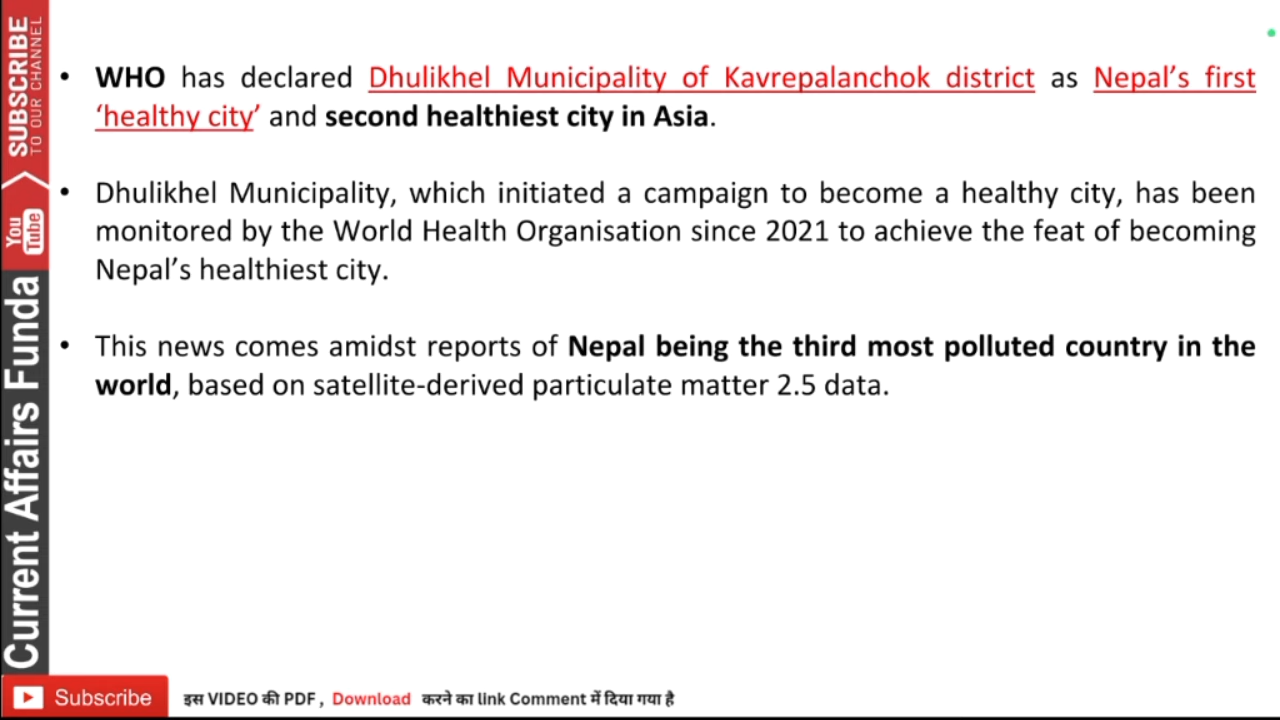 • WHO has declared Dhulikhel Municipality of Kavrepalanchok district as Nepal’s first
‘healthy city’ and second healthiest city in Asia.
• Dhulikhel Municipality, which initiated a campaign to become a healthy city, has been
monitored by the World Health Organisation since 2021 to achieve the feat of becoming
Nepal’s healthiest city.
• This news comes amidst reports of Nepal being the third most polluted country in the
world, based on satellite-derived particulate matter 2.5 data.
SUBSCRIBE
TO OUR CHANNEL
You
Tube
Current Affairs Funda
Subscribe
इस VIDEO की PDF , Download करने का link Comment में दिया गया है